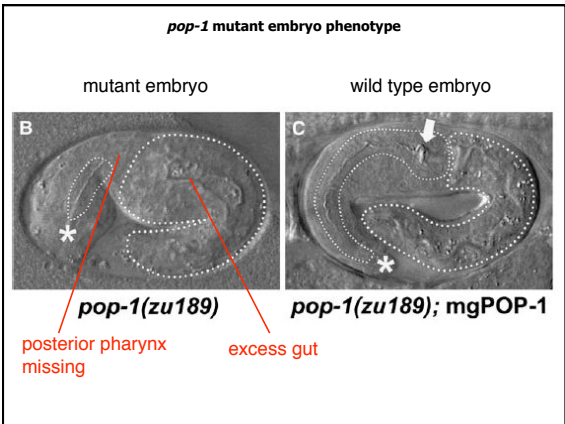 pop-1 mutant embryo phenotype
mutant embryo
wild type embryo
B
C
*
*
pop-1(zu189)
pop-1(zu189); mgPOP-1
posterior pharynx
missing
excess gut